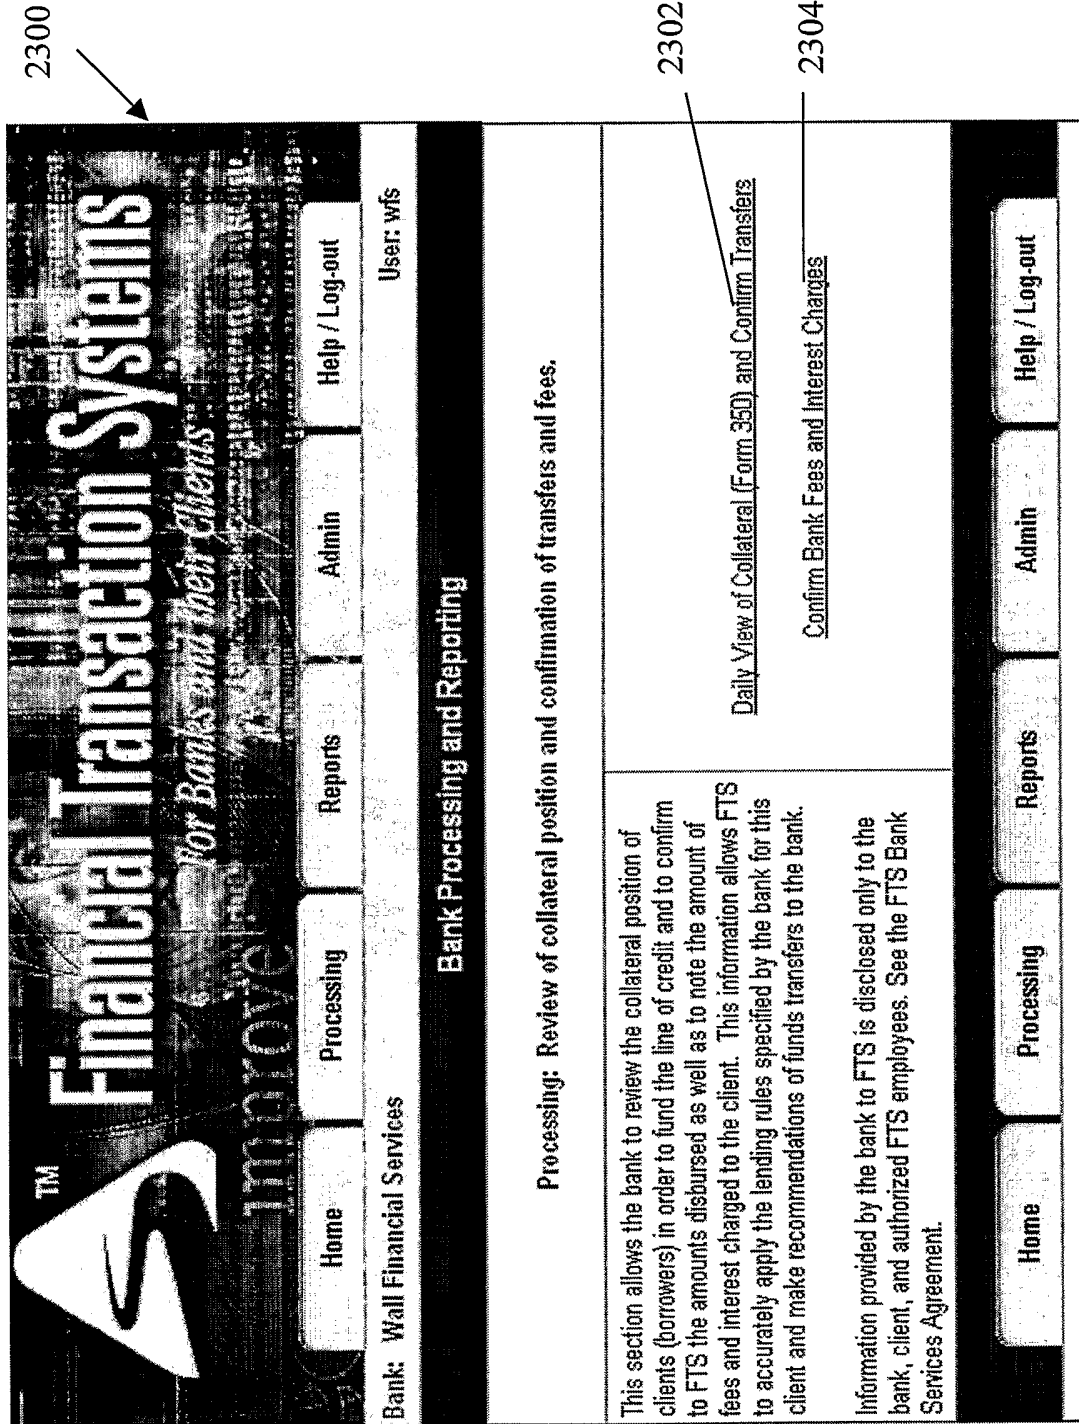 2300
TM
Financial Transaction Systems
For Banks and their Clients
improve
Home Processing Reports Admin Help / Log-out
Bank: Wall Financial Services User: wfs
Bank Processing and Reporting
Processing: Review of collateral position and confirmation of transfers and fees.
This section allows the bank to review the collateral position of
clients (borrowers) in order to fund the line of credit and to confirm
to FTS the amounts disbursed as well as to note the amount of
fees and interest charged to the client. This information allows FTS
to accurately apply the lending rules specified by the bank for this
client and make recommendations of funds transfers to the bank.
Information provided by the bank to FTS is disclosed only to the
bank, client, and authorized FTS employees. See the FTS Bank
Services Agreement.
Daily View of Collateral (Form 350) and Confirm Transfers
2302
Confirm Bank Fees and Interest Charges
2304
Home Processing Reports Admin Help / Log-out